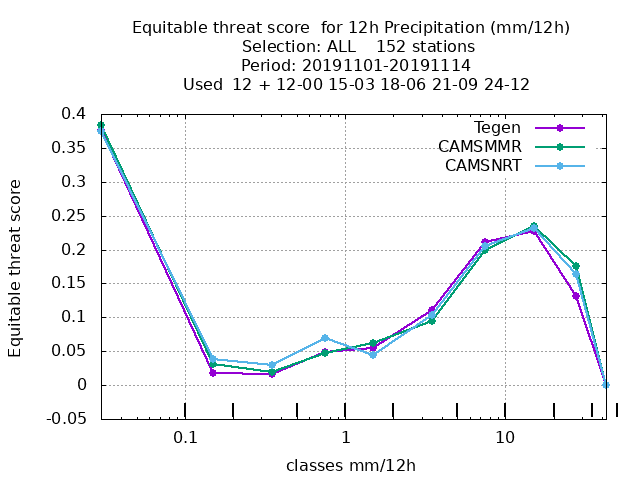 Equitable threat score  for 12h Precipitation (mm/12h)
Selection: ALL    152 stations
Period: 20191101-20191114
Used  12 + 12-00 15-03 18-06 21-09 24-12
Tegen
CAMSMMR
CAMSNRT
Equitable threat score
0.4
0.35
0.3
0.25
0.2
0.15
0.1
0.05
0
-0.05
0.1 1 10
classes mm/12h